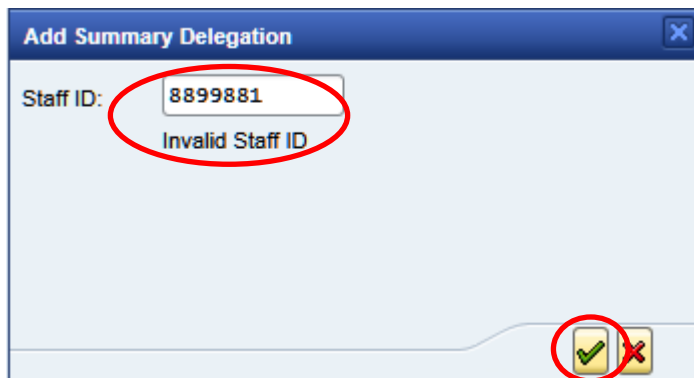 Add Summary Delegation
Staff ID: 8899881
Invalid Staff ID